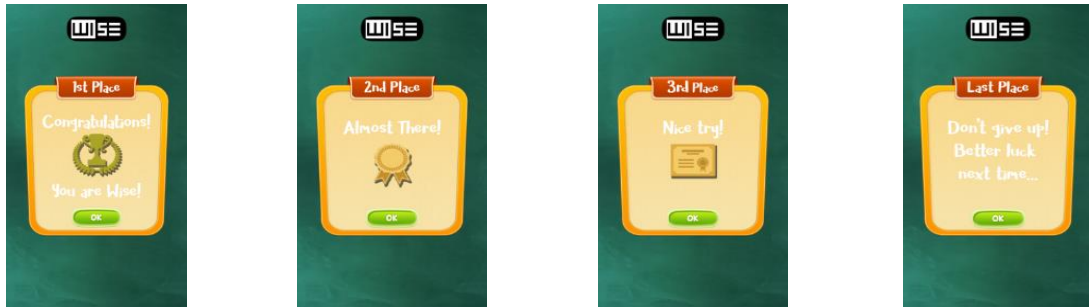 WISE
1st Place
Congratulations!
You are Wise!
OK
WISE
2nd Place
Almost There!
OK
WISE
3rd Place
Nice try!
OK
WISE
Last Place
Don't give up!
Better luck
next time...
OK